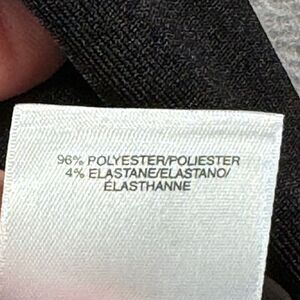 96% POLYESTER/POLIESTER
4% ELASTANE/ELASTANO/
ÉLASTHANNE